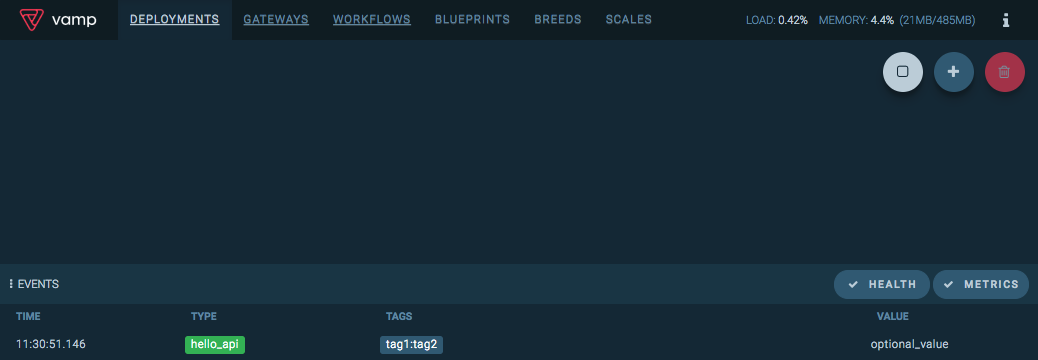 vamp DEPLOYMENTS GATEWAYS WORKFLOWS BLUEPRINTS BREEDS SCALES LOAD: 0.42% MEMORY: 4.4% (21MB/485MB)
EVENTS HEALTH METRICS
TIME TYPE TAGS VALUE
11:30:51.146 hello_api tag1:tag2 optional_value